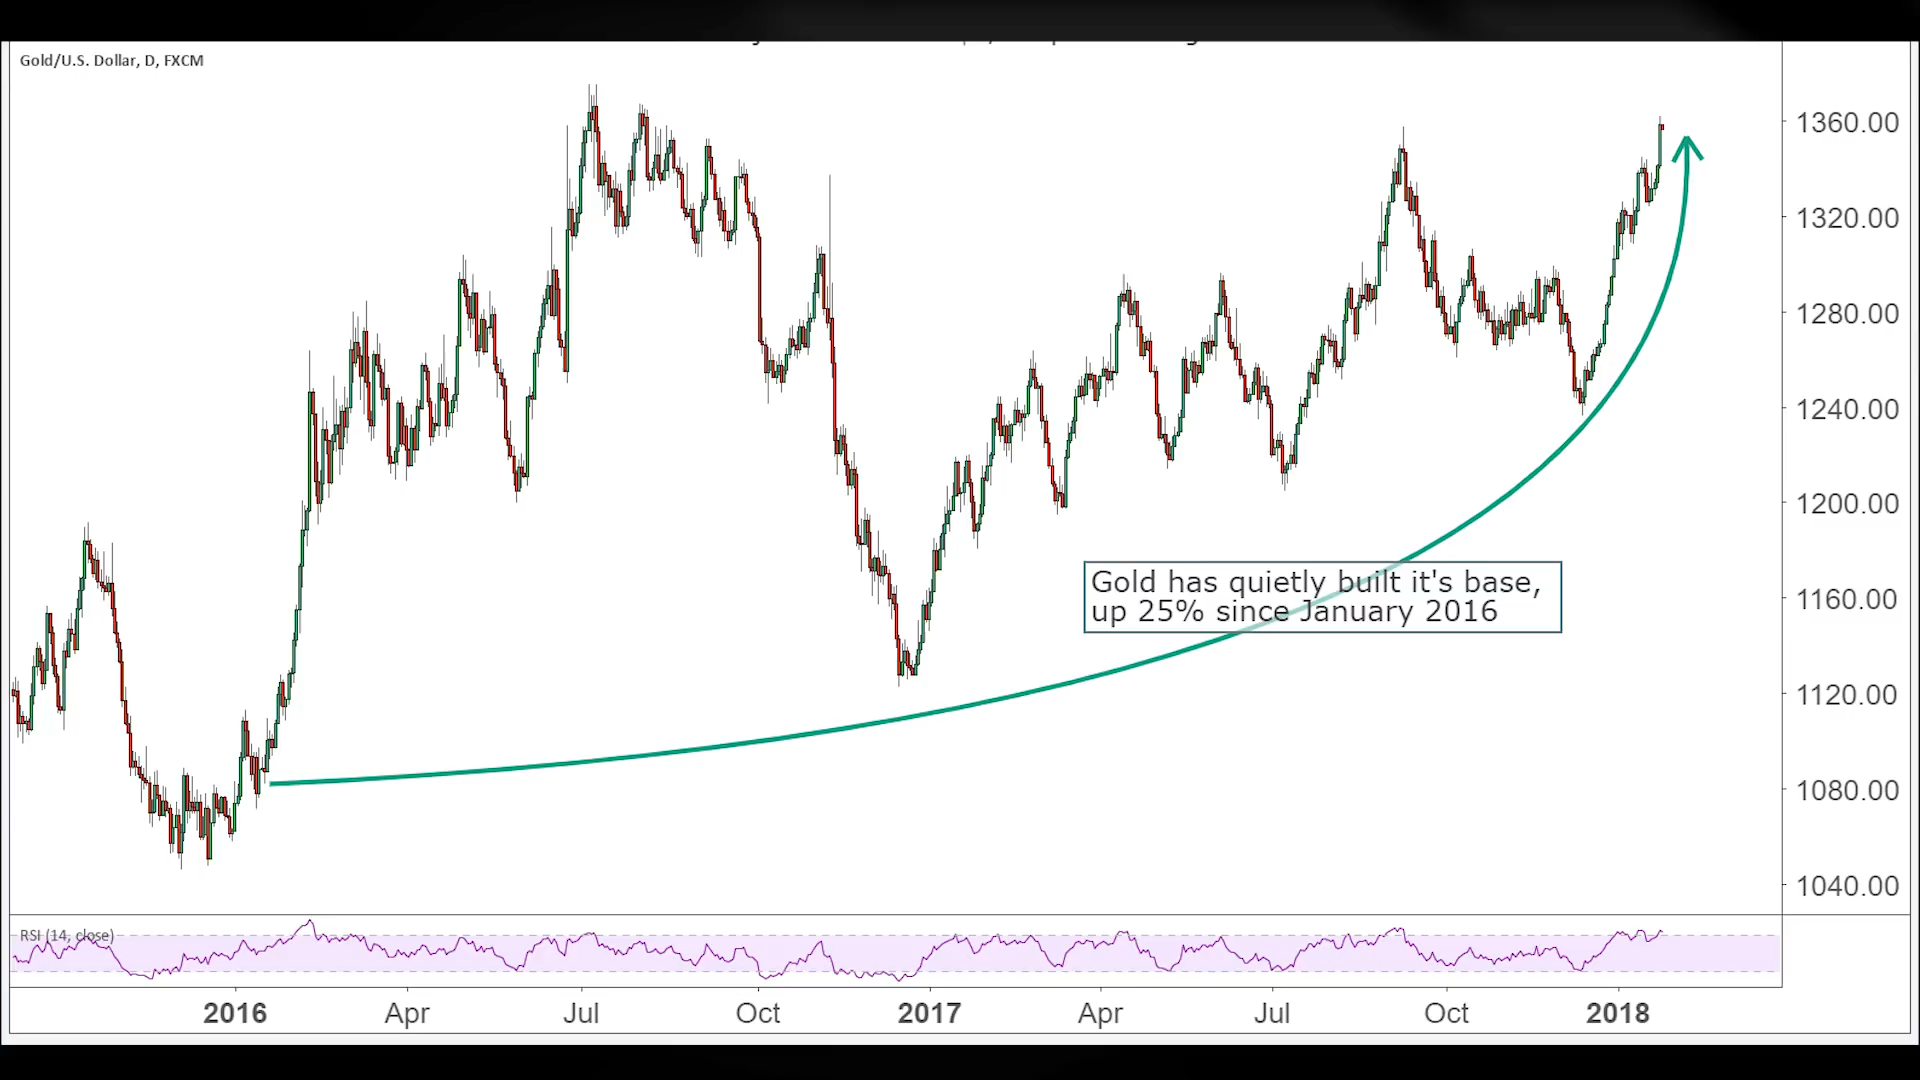 Gold/U.S. Dollar, D, FXCM
1360.00
1320.00
1280.00
1240.00
1200.00
Gold has quietly built it's base,
up 25% since January 2016
1160.00
1120.00
1080.00
1040.00
RSI (14, close)
2016 Apr Jul Oct 2017 Apr Jul Oct 2018